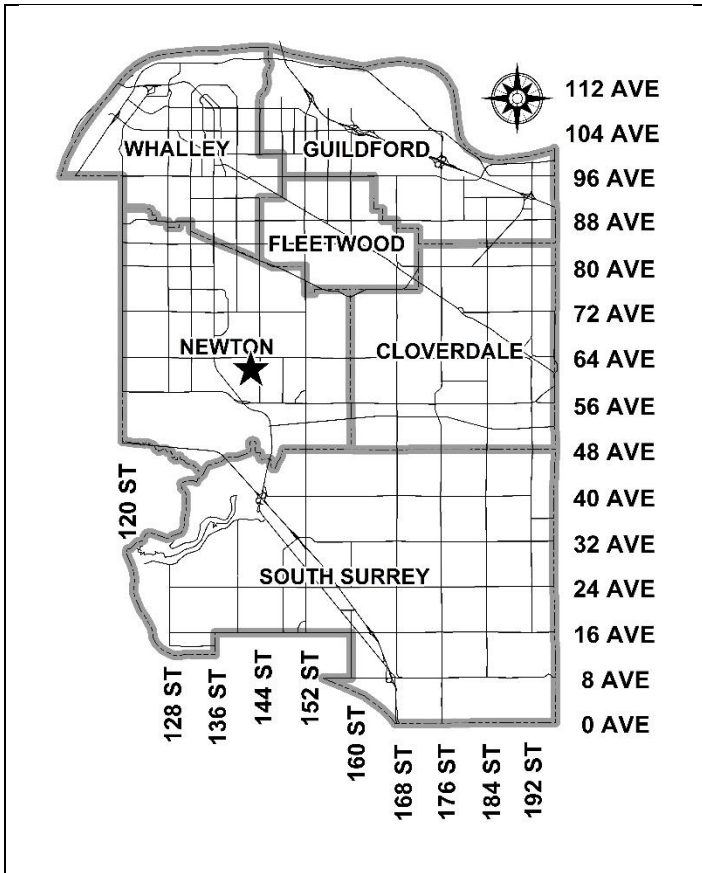 112 AVE
104 AVE
WHALLEY
GUILDFORD
96 AVE
88 AVE
FLEETWOOD
80 AVE
72 AVE
NEWTON
CLOVERDALE
64 AVE
56 AVE
48 AVE
120 ST
40 AVE
32 AVE
SOUTH SURREY
24 AVE
16 AVE
8 AVE
0 AVE
128 ST
136 ST
144 ST
152 ST
160 ST
168 ST
176 ST
184 ST
192 ST